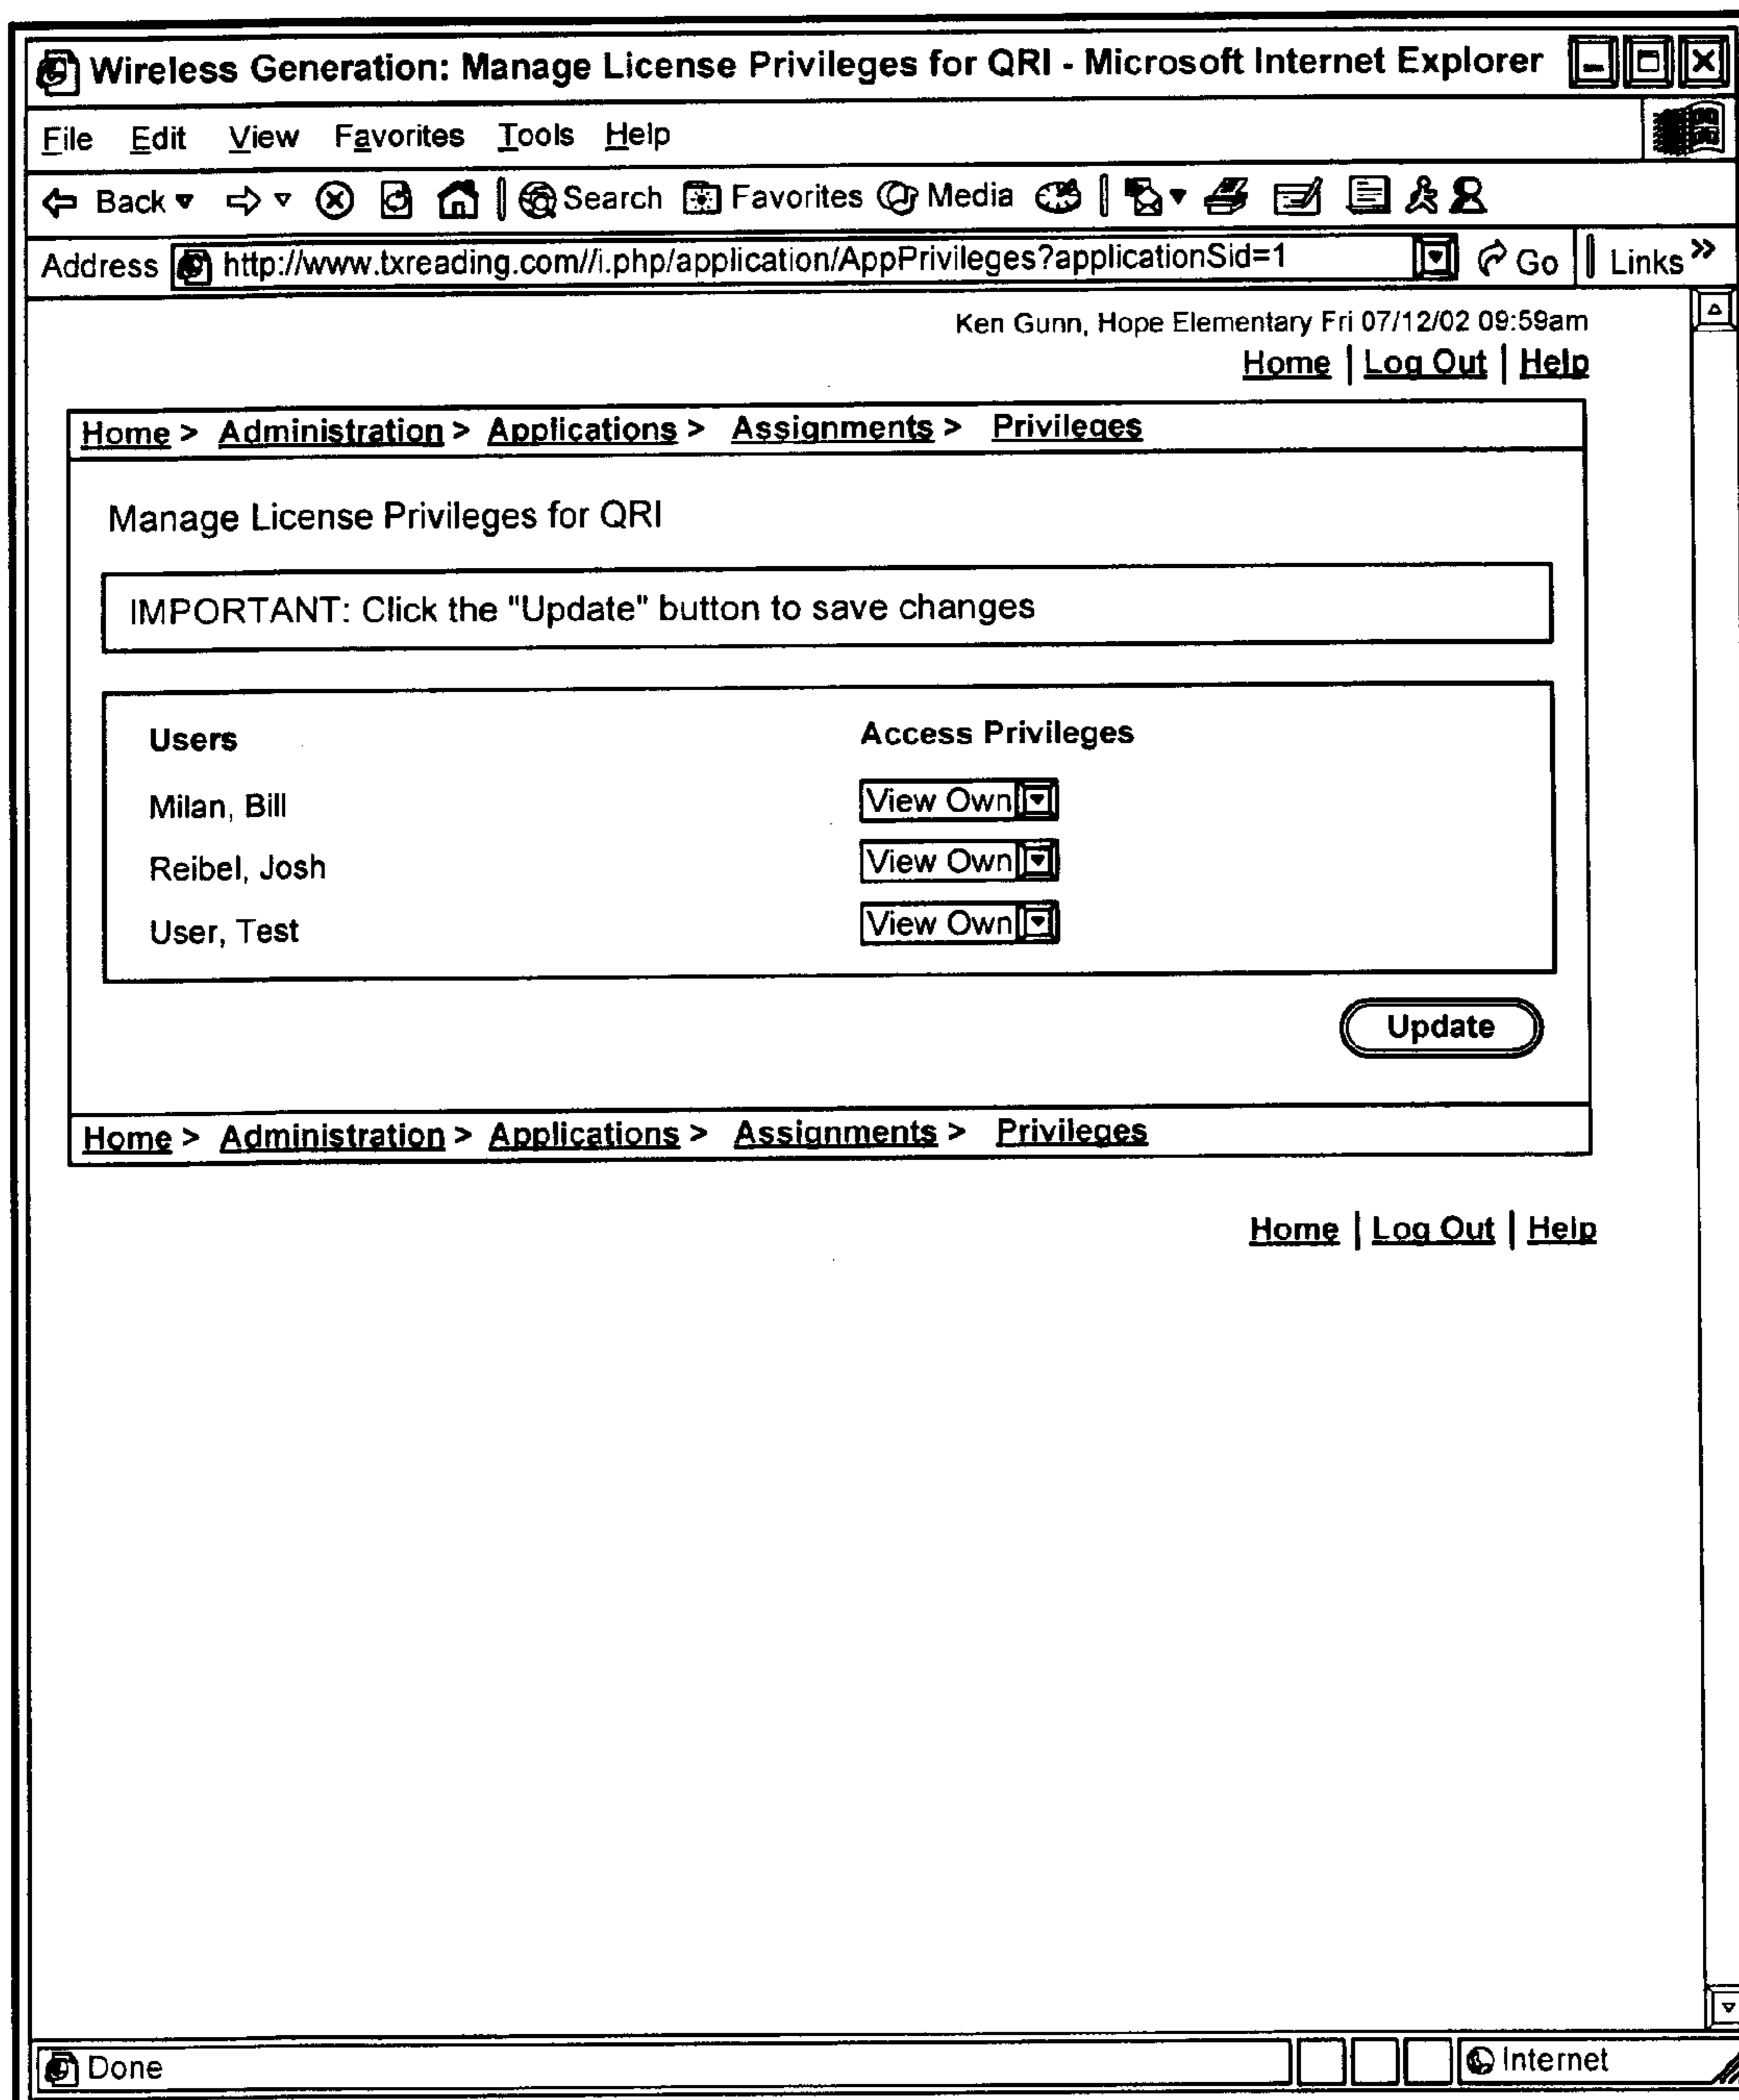 Wireless Generation: Manage License Privileges for QRI - Microsoft Internet Explorer
File Edit View Favorites Tools Help
Back Search Favorites Media
Address http://www.txreading.com//i.php/application/AppPrivileges?applicationSid=1 Go Links »
Ken Gunn, Hope Elementary Fri 07/12/02 09:59am
Home | Log Out | Help
Home > Administration > Applications > Assignments > Privileges
Manage License Privileges for QRI
IMPORTANT: Click the "Update" button to save changes
Users Access Privileges
Milan, Bill View Own
Reibel, Josh View Own
User, Test View Own
Update
Home > Administration > Applications > Assignments > Privileges
Home | Log Out | Help
Done Internet